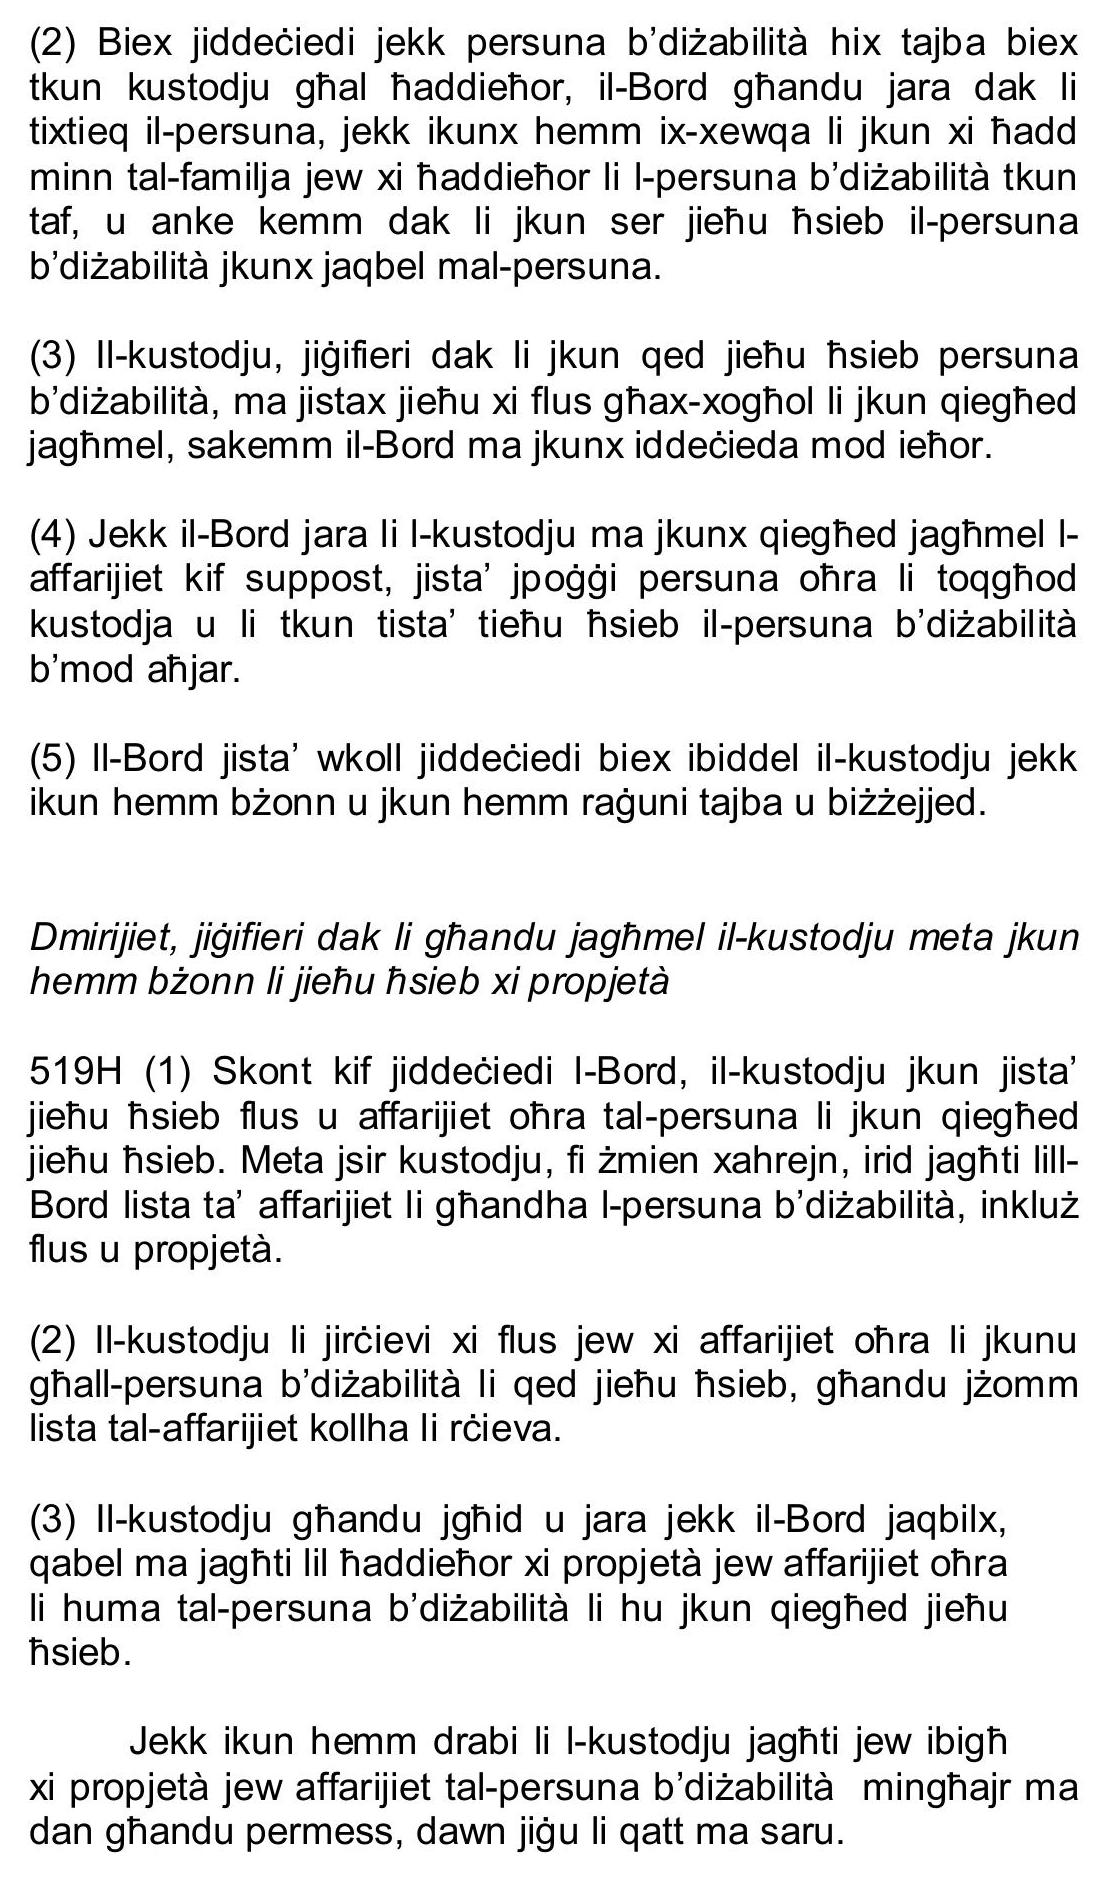 (2) Biex jiddeċiedi jekk persuna b’diżabilità hix tajba biex
tkun kustodju għal ħaddieħor, il-Bord għandu jara dak li
tixtieq il-persuna, jekk ikunx hemm ix-xewqa li jkun xi ħadd
minn tal-familja jew xi ħaddieħor li l-persuna b’diżabilità tkun
taf, u anke kemm dak li jkun ser jieħu ħsieb il-persuna
b’diżabilità jkunx jaqbel mal-persuna.
(3) Il-kustodju, jiġifieri dak li jkun qed jieħu ħsieb persuna
b’diżabilità, ma jistax jieħu xi flus għax-xogħol li jkun qiegħed
jagħmel, sakemm il-Bord ma jkunx iddeċieda mod ieħor.
(4) Jekk il-Bord jara li l-kustodju ma jkunx qiegħed jagħmel l-
affarijiet kif suppost, jista’ jpoġġi persuna oħra li toqgħod
kustodja u li tkun tista’ tieħu ħsieb il-persuna b’diżabilità
b’mod aħjar.
(5) Il-Bord jista’ wkoll jiddeċiedi biex ibiddel il-kustodju jekk
ikun hemm bżonn u jkun hemm raġuni tajba u biżżejjed.
Dmirijiet, jiġifieri dak li għandu jagħmel il-kustodju meta jkun
hemm bżonn li jieħu ħsieb xi propjetà
519H (1) Skont kif jiddeċiedi l-Bord, il-kustodju jkun jista’
jieħu ħsieb flus u affarijiet oħra tal-persuna li jkun qiegħed
jieħu ħsieb. Meta jsir kustodju, fi żmien xahrejn, irid jagħti lill-
Bord lista ta’ affarijiet li għandha l-persuna b’diżabilità, inkluż
flus u propjetà.
(2) Il-kustodju li jirċievi xi flus jew xi affarijiet oħra li jkunu
għall-persuna b’diżabilità li qed jieħu ħsieb, għandu jżomm
lista tal-affarijiet kollha li rċieva.
(3) Il-kustodju għandu jgħid u jara jekk il-Bord jaqbilx,
qabel ma jagħti lil ħaddieħor xi propjetà jew affarijiet oħra
li huma tal-persuna b’diżabilità li hu jkun qiegħed jieħu
ħsieb.
Jekk ikun hemm drabi li l-kustodju jagħti jew ibigħ
xi propjetà jew affarijiet tal-persuna b’diżabilità mingħajr ma
dan għandu permess, dawn jiġu li qatt ma saru.